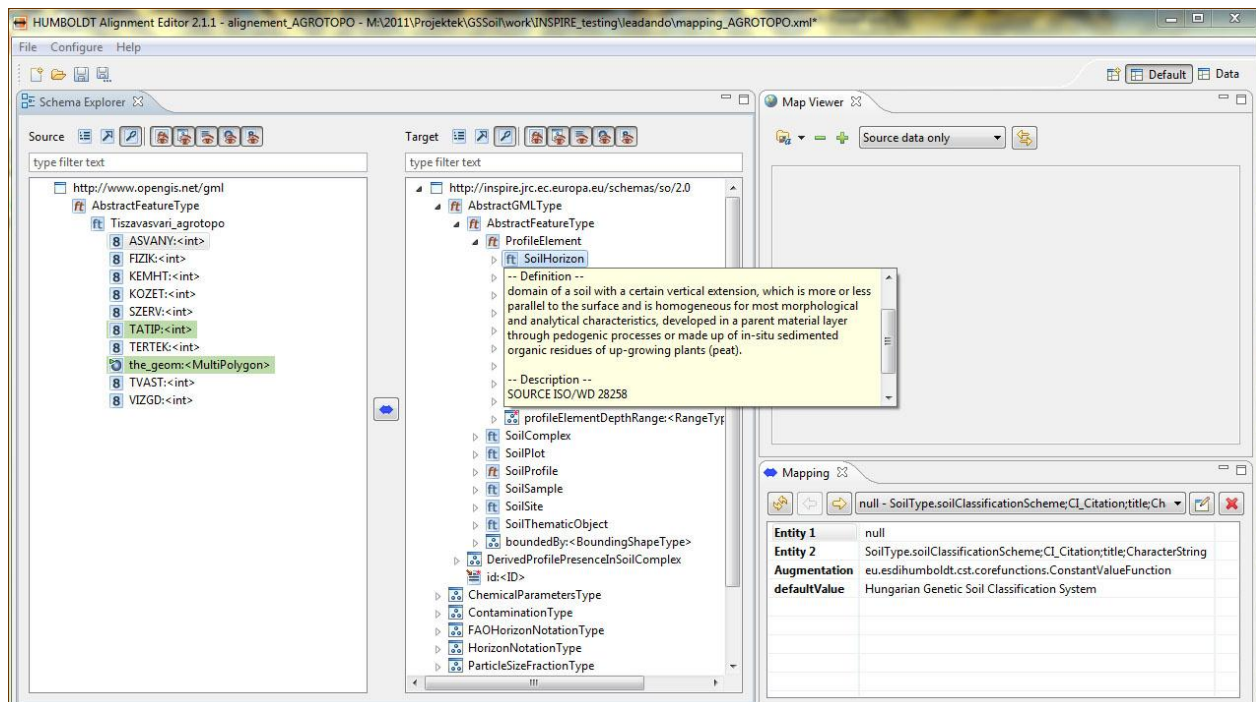 HUMBOLDT Alignment Editor 2.1.1 - alignement_AGROTOPO - M:\2011\Projektek\GSSoil\work\INSPIRE_testing\leadando\mapping_AGROTOPO.xml*
File Configure Help
Default Data
Schema Explorer
Source
type filter text
http://www.opengis.net/gml
AbstractFeatureType
Tiszavasvari_agrotopo
ASVANY:<int>
FIZIK:<int>
KEMHT:<int>
KOZET:<int>
SZERV:<int>
TATIP:<int>
TERTEK:<int>
the_geom:<MultiPolygon>
TVAST:<int>
VIZGD:<int>
Target
type filter text
http://inspire.jrc.ec.europa.eu/schemas/so/2.0
AbstractGMLType
AbstractFeatureType
ProfileElement
SoilHorizon
-- Definition --
domain of a soil with a certain vertical extension, which is more or less
parallel to the surface and is homogeneous for most morphological
and analytical characteristics, developed in a parent material layer
through pedogenic processes or made up of in-situ sedimented
organic residues of up-growing plants (peat).
-- Description --
SOURCE ISO/WD 28258
profileElementDepthRange:<RangeTyp
SoilComplex
SoilPlot
SoilProfile
SoilSample
SoilSite
SoilThematicObject
boundedBy:<BoundingShapeType>
DerivedProfilePresenceInSoilComplex
id:<ID>
ChemicalParametersType
ContaminationType
FAOHorizonNotationType
HorizonNotationType
ParticleSizeFractionType
Map Viewer
Source data only
Mapping
null - SoilType.soilClassificationScheme;CI_Citation;title;Ch
Entity 1 null
Entity 2 SoilType.soilClassificationScheme;CI_Citation;title;CharacterString
Augmentation eu.esdihumboldt.cst.corefunctions.ConstantValueFunction
defaultValue Hungarian Genetic Soil Classification System